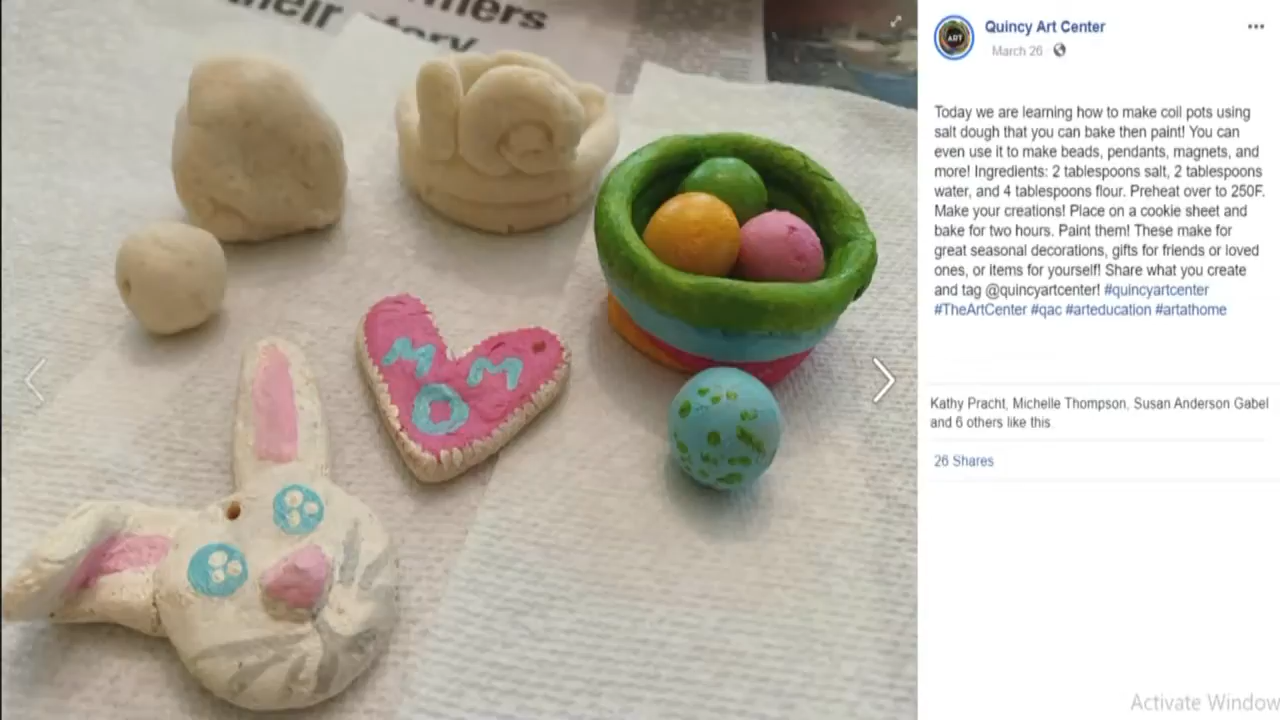 their story
Quincy Art Center
March 26
Today we are learning how to make coil pots using
salt dough that you can bake then paint! You can
even use it to make beads, pendants, magnets, and
more! Ingredients: 2 tablespoons salt, 2 tablespoons
water, and 4 tablespoons flour. Preheat over to 250F.
Make your creations! Place on a cookie sheet and
bake for two hours. Paint them! These make for
great seasonal decorations, gifts for friends or loved
ones, or items for yourself! Share what you create
and tag @quincyartcenter! #quincyartcenter
#TheArtCenter #qac #arteducation #artathome
Kathy Pracht, Michelle Thompson, Susan Anderson Gabel
and 6 others like this
26 Shares
MOM
ART
Activate Window